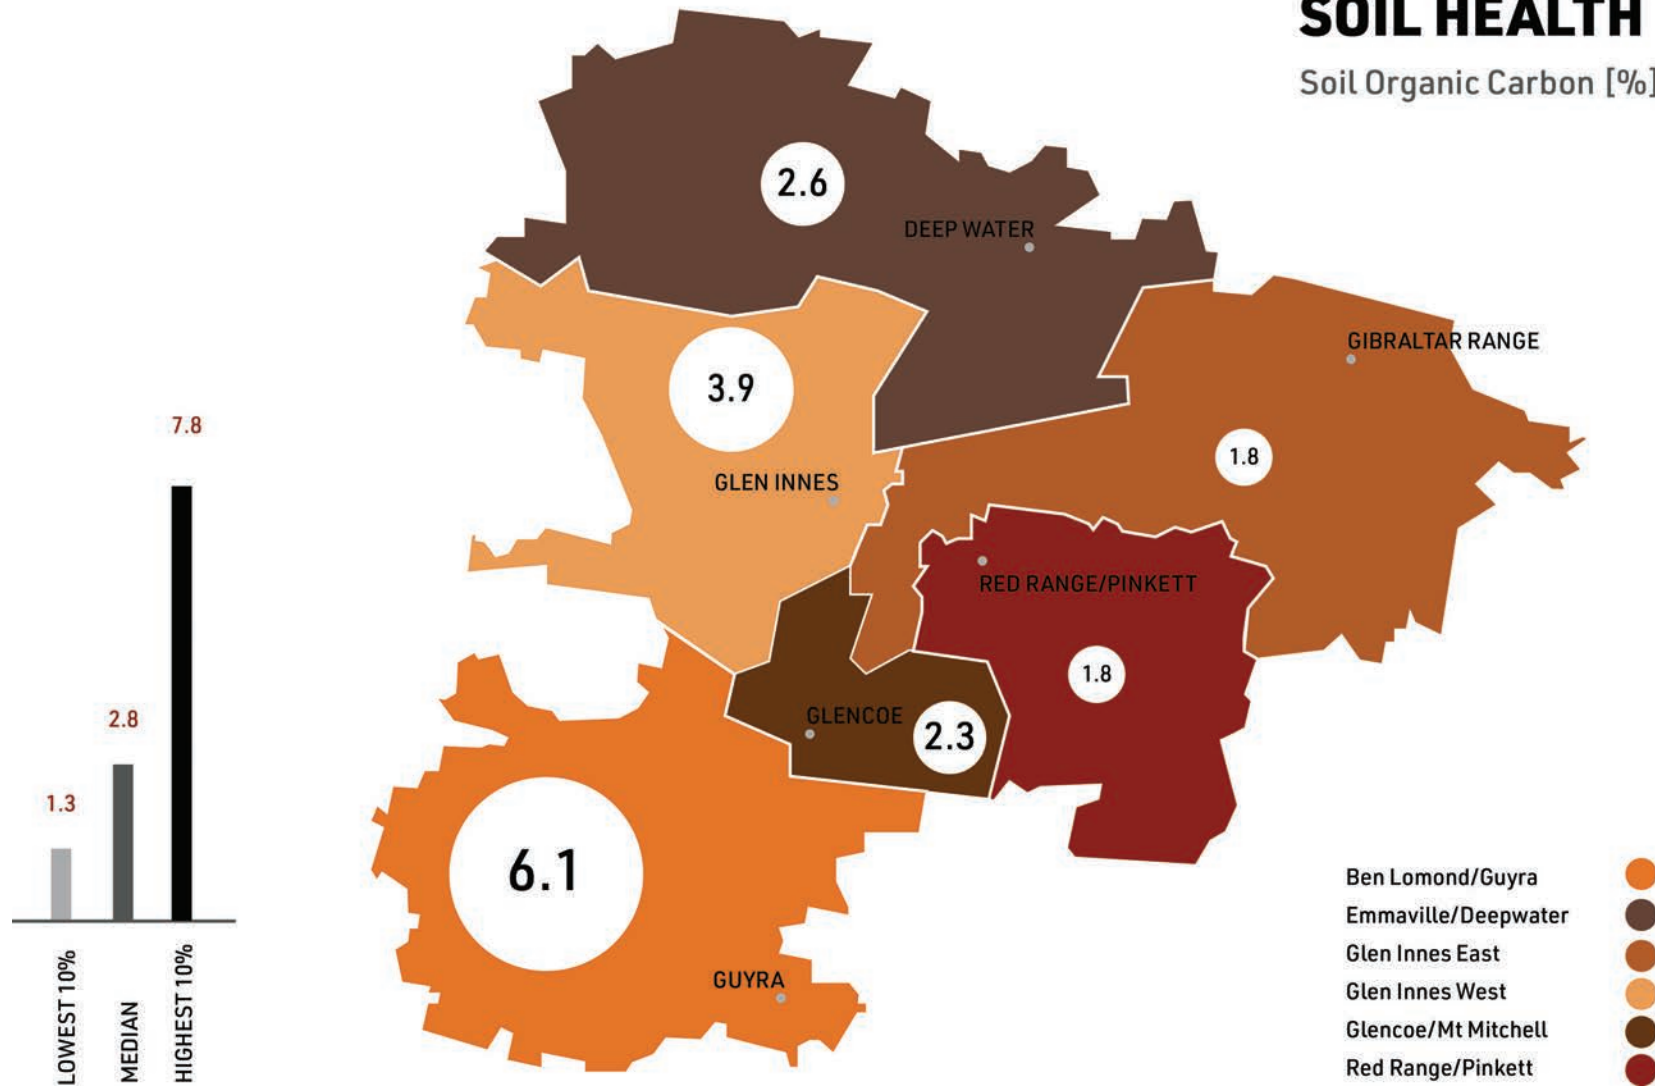 SOIL HEALTH
Soil Organic Carbon [%]
2.6
DEEP WATER
GIBRALTAR RANGE
3.9
7.8
1.8
GLEN INNES
RED RANGE/PINKETT
1.8
2.8
GLENCOE
2.3
1.3
6.1
GUYRA
LOWEST 10%
MEDIAN
HIGHEST 10%
Ben Lomond/Guyra
Emmaville/Deepwater
Glen Innes East
Glen Innes West
Glencoe/Mt Mitchell
Red Range/Pinkett